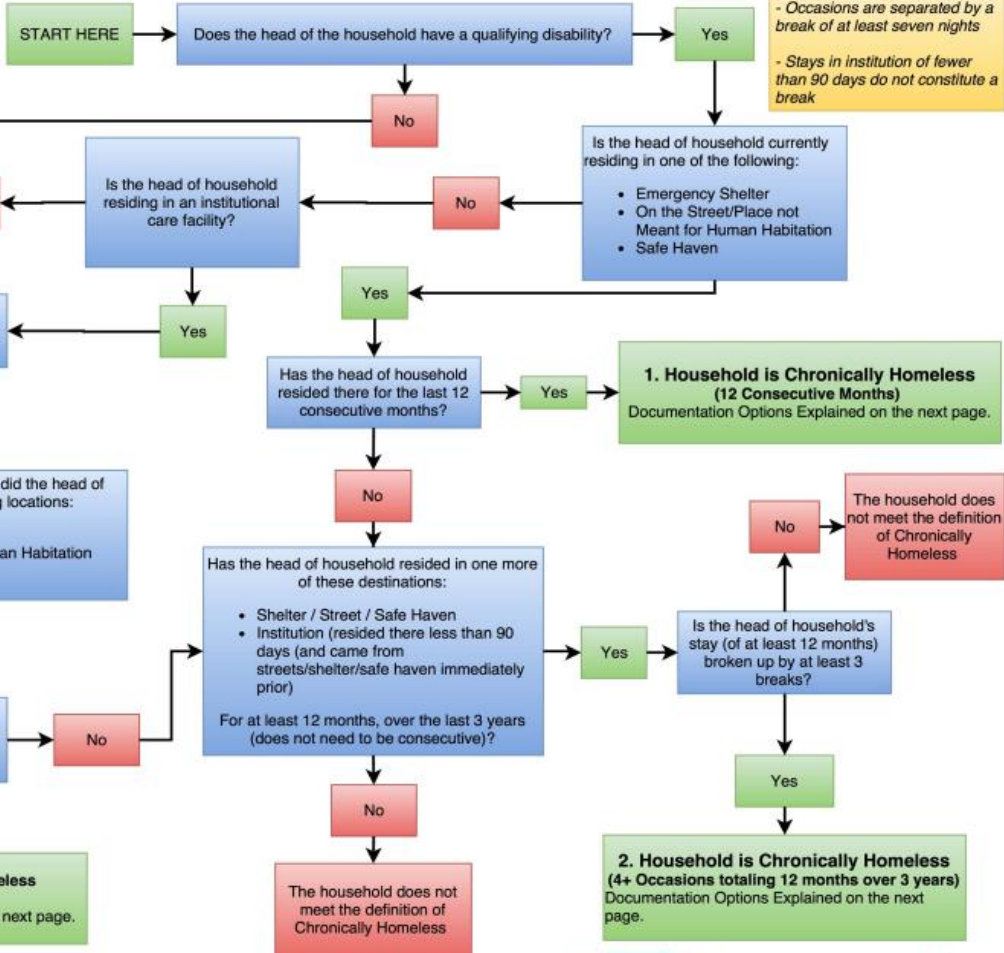 - Occasions are separated by a
break of at least seven nights
- Stays in institution of fewer
than 90 days do not constitute a
break
START HERE
Does the head of the household have a qualifying disability?
Yes
No
Is the head of household currently
residing in one of the following:
• Emergency Shelter
• On the Street/Place not
Meant for Human Habitation
• Safe Haven
No
Is the head of household
residing in an institutional
care facility?
Yes
Yes
Has the head of household
resided there for the last 12
consecutive months?
Yes
1. Household is Chronically Homeless
(12 Consecutive Months)
Documentation Options Explained on the next page.
No
did the head of
g locations:
an Habitation
Has the head of household resided in one more
of these destinations:
• Shelter / Street / Safe Haven
• Institution (resided there less than 90
days (and came from
streets/shelter/safe haven immediately
prior)
For at least 12 months, over the last 3 years
(does not need to be consecutive)?
No
Yes
Is the head of household's
stay (of at least 12 months)
broken up by at least 3
breaks?
No
The household does
not meet the definition
of Chronically
Homeless
Yes
2. Household is Chronically Homeless
(4+ Occasions totaling 12 months over 3 years)
Documentation Options Explained on the next
page.
No
The household does not
meet the definition of
Chronically Homeless
eless
next page.